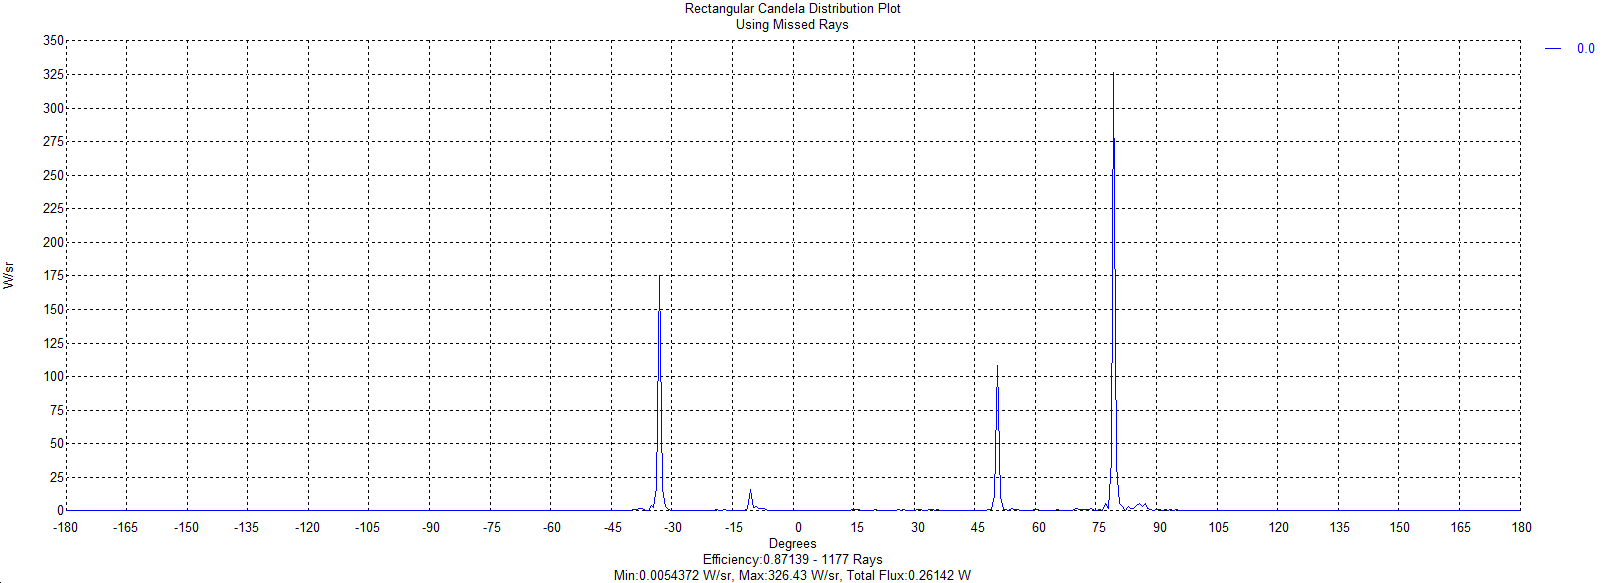 Rectangular Candela Distribution Plot
Using Missed Rays
350
325
300
275
250
225
200
175
150
125
100
75
50
25
0
W/sr
-180 -165 -150 -135 -120 -105 -90 -75 -60 -45 -30 -15 0 15 30 45 60 75 90 105 120 135 150 165 180
Degrees
Efficiency:0.87139 - 1177 Rays
Min:0.0054372 W/sr, Max:326.43 W/sr, Total Flux:0.26142 W
0.0